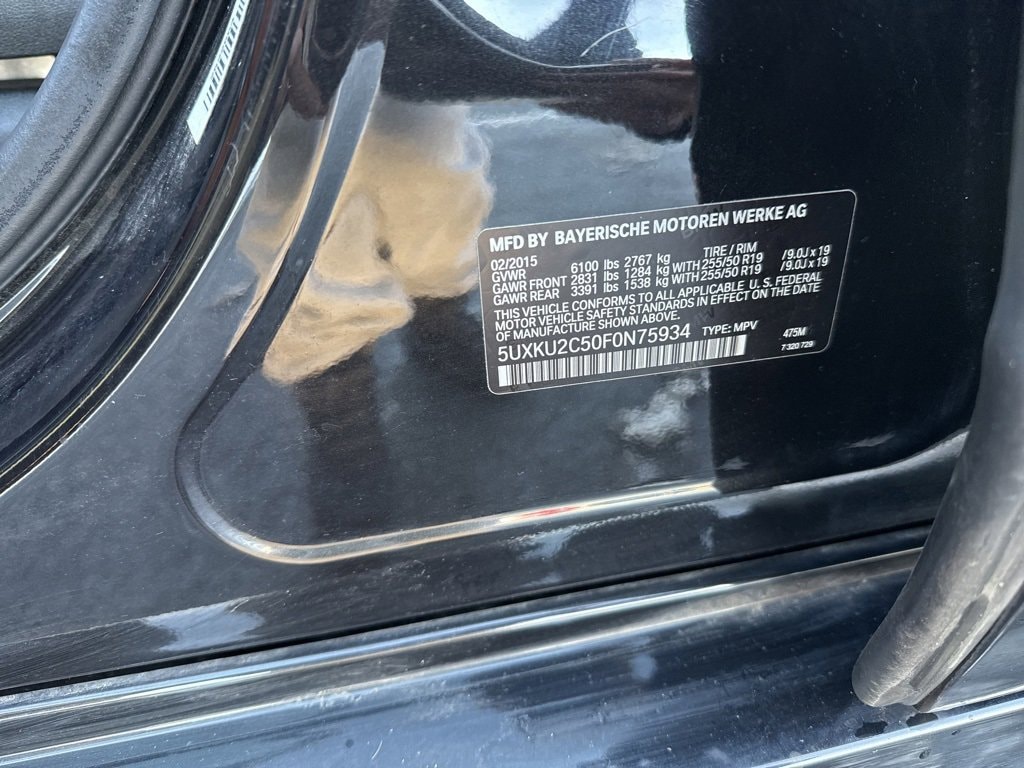 MFD BY BAYERISCHE MOTOREN WERKE AG
02/2015 TIRE / RIM
GVWR 6100 lbs 2767 kg
GAWR FRONT 2831 lbs 1284 kg WITH 255/50 R19 /9.0J x 19
GAWR REAR 3391 lbs 1538 kg WITH 255/50 R19 /9.0J x 19
THIS VEHICLE CONFORMS TO ALL APPLICABLE U. S. FEDERAL
MOTOR VEHICLE SAFETY STANDARDS IN EFFECT ON THE DATE
OF MANUFACTURE SHOWN ABOVE.
5UXKU2C50F0N75934 TYPE: MPV 475M
7 320 729